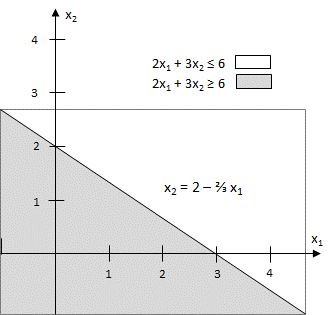 x₂
4
3
2x₁ + 3x₂ ≤ 6
2x₁ + 3x₂ ≥ 6
2
x₂ = 2 – ⅔ x₁
1
x₁
1 2 3 4